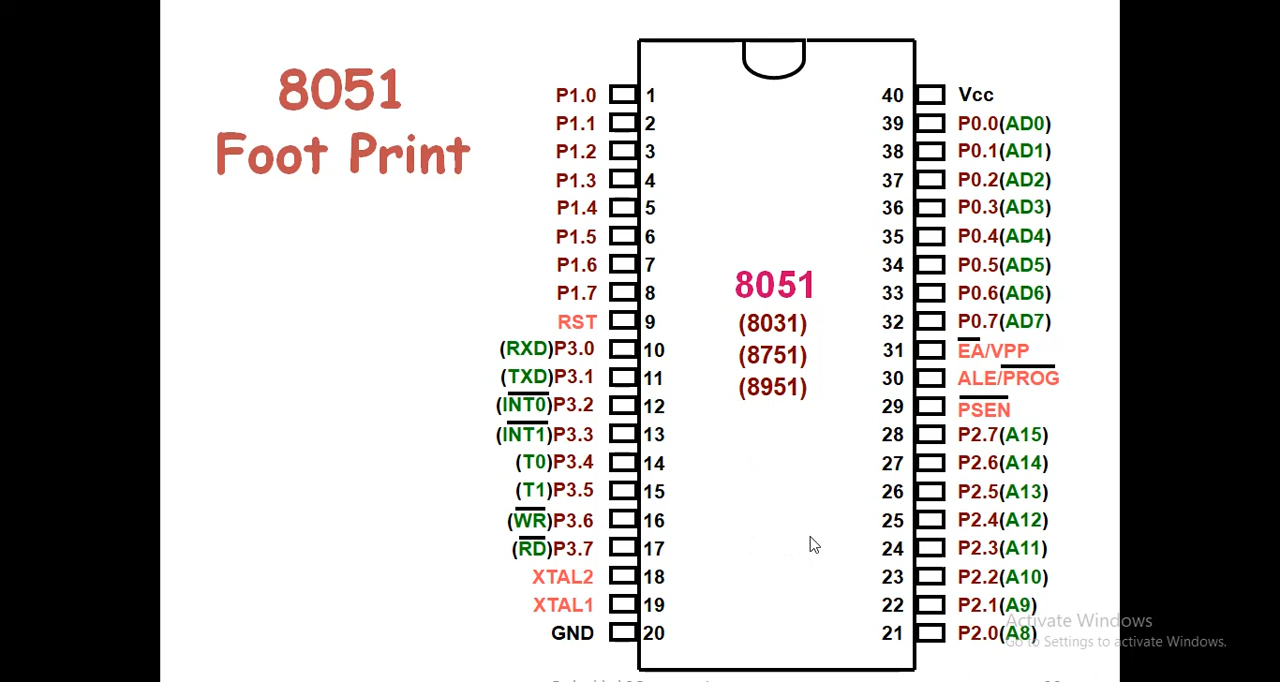 8051
Foot Print
P1.0 1
P1.1 2
P1.2 3
P1.3 4
P1.4 5
P1.5 6
P1.6 7
P1.7 8
RST 9
(RXD)P3.0 10
(TXD)P3.1 11
(INT0)P3.2 12
(INT1)P3.3 13
(T0)P3.4 14
(T1)P3.5 15
(WR)P3.6 16
(RD)P3.7 17
XTAL2 18
XTAL1 19
GND 20
8051
(8031)
(8751)
(8951)
40 Vcc
39 P0.0(AD0)
38 P0.1(AD1)
37 P0.2(AD2)
36 P0.3(AD3)
35 P0.4(AD4)
34 P0.5(AD5)
33 P0.6(AD6)
32 P0.7(AD7)
31 EA/VPP
30 ALE/PROG
29 PSEN
28 P2.7(A15)
27 P2.6(A14)
26 P2.5(A13)
25 P2.4(A12)
24 P2.3(A11)
23 P2.2(A10)
22 P2.1(A9)
21 P2.0(A8)
Activate Windows
Go to Settings to activate Windows.